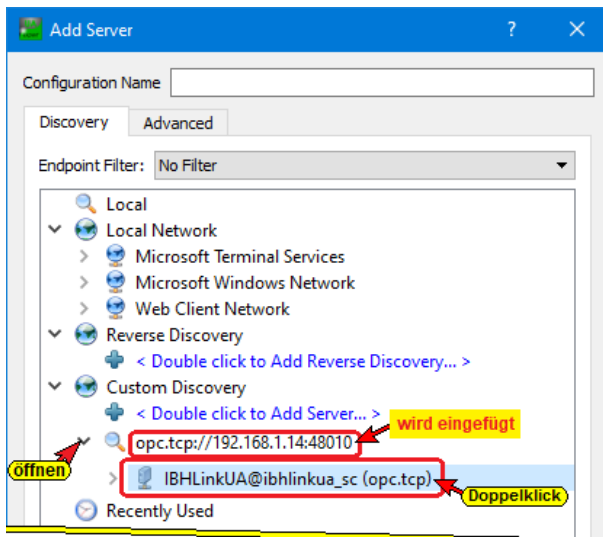 Add Server
Configuration Name
Discovery Advanced
Endpoint Filter: No Filter
Local
Local Network
Microsoft Terminal Services
Microsoft Windows Network
Web Client Network
Reverse Discovery
< Double click to Add Reverse Discovery... >
Custom Discovery
< Double click to Add Server... >
wird eingefügt
opc.tcp://192.168.1.14:48010
öffnen
IBHLinkUA@ibhlinkua_sc (opc.tcp)
Doppelklick
Recently Used